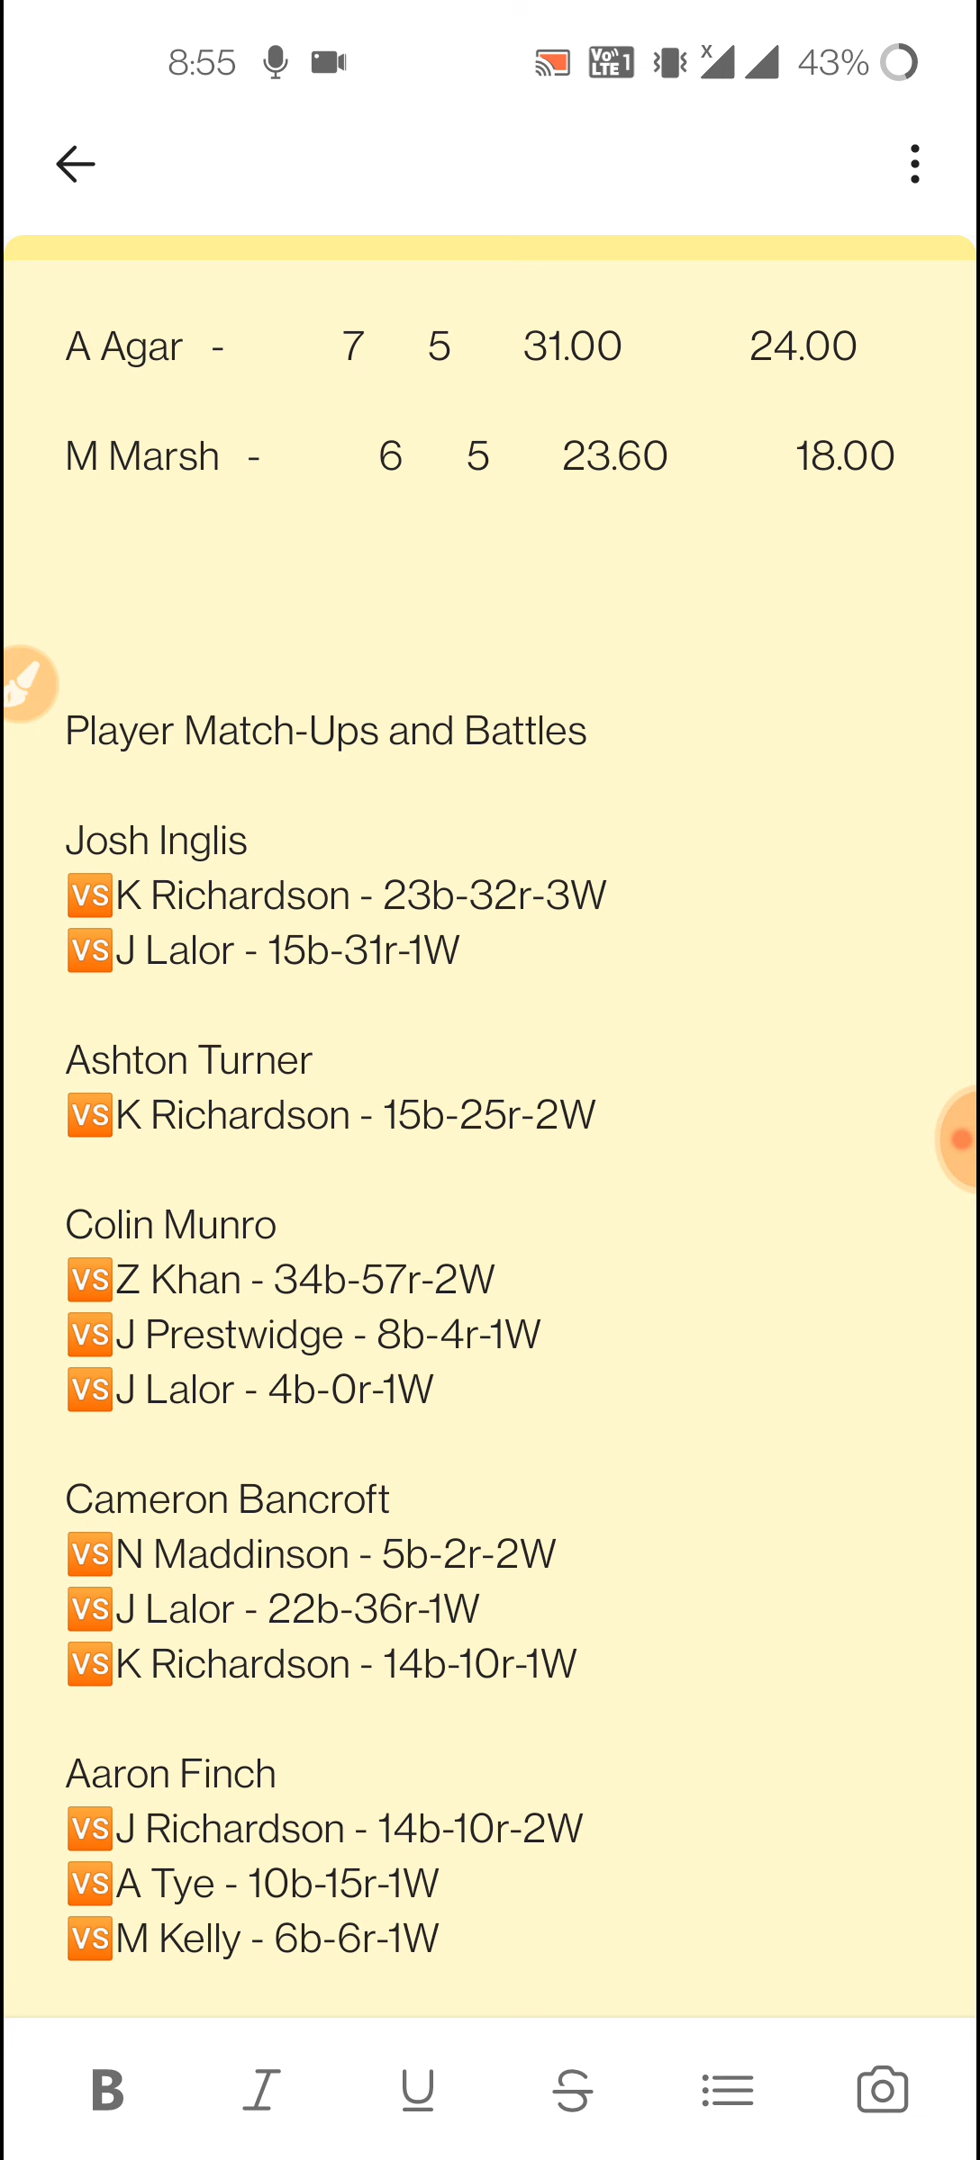 8:55 Vo)) LTE 1 x 43%
A Agar - 7 5 31.00 24.00
M Marsh - 6 5 23.60 18.00
Player Match-Ups and Battles
Josh Inglis
🆚K Richardson - 23b-32r-3W
🆚J Lalor - 15b-31r-1W
Ashton Turner
🆚K Richardson - 15b-25r-2W
Colin Munro
🆚Z Khan - 34b-57r-2W
🆚J Prestwidge - 8b-4r-1W
🆚J Lalor - 4b-0r-1W
Cameron Bancroft
🆚N Maddinson - 5b-2r-2W
🆚J Lalor - 22b-36r-1W
🆚K Richardson - 14b-10r-1W
Aaron Finch
🆚J Richardson - 14b-10r-2W
🆚A Tye - 10b-15r-1W
🆚M Kelly - 6b-6r-1W
B I U S